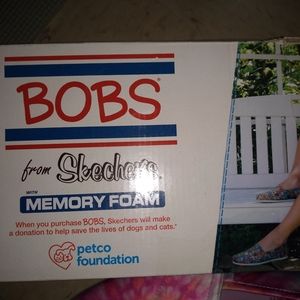 BOBS®
from Skechers
WITH
MEMORY FOAM
When you purchase BOBS, Skechers will make
a donation to help save the lives of dogs and cats.*
petco
foundation